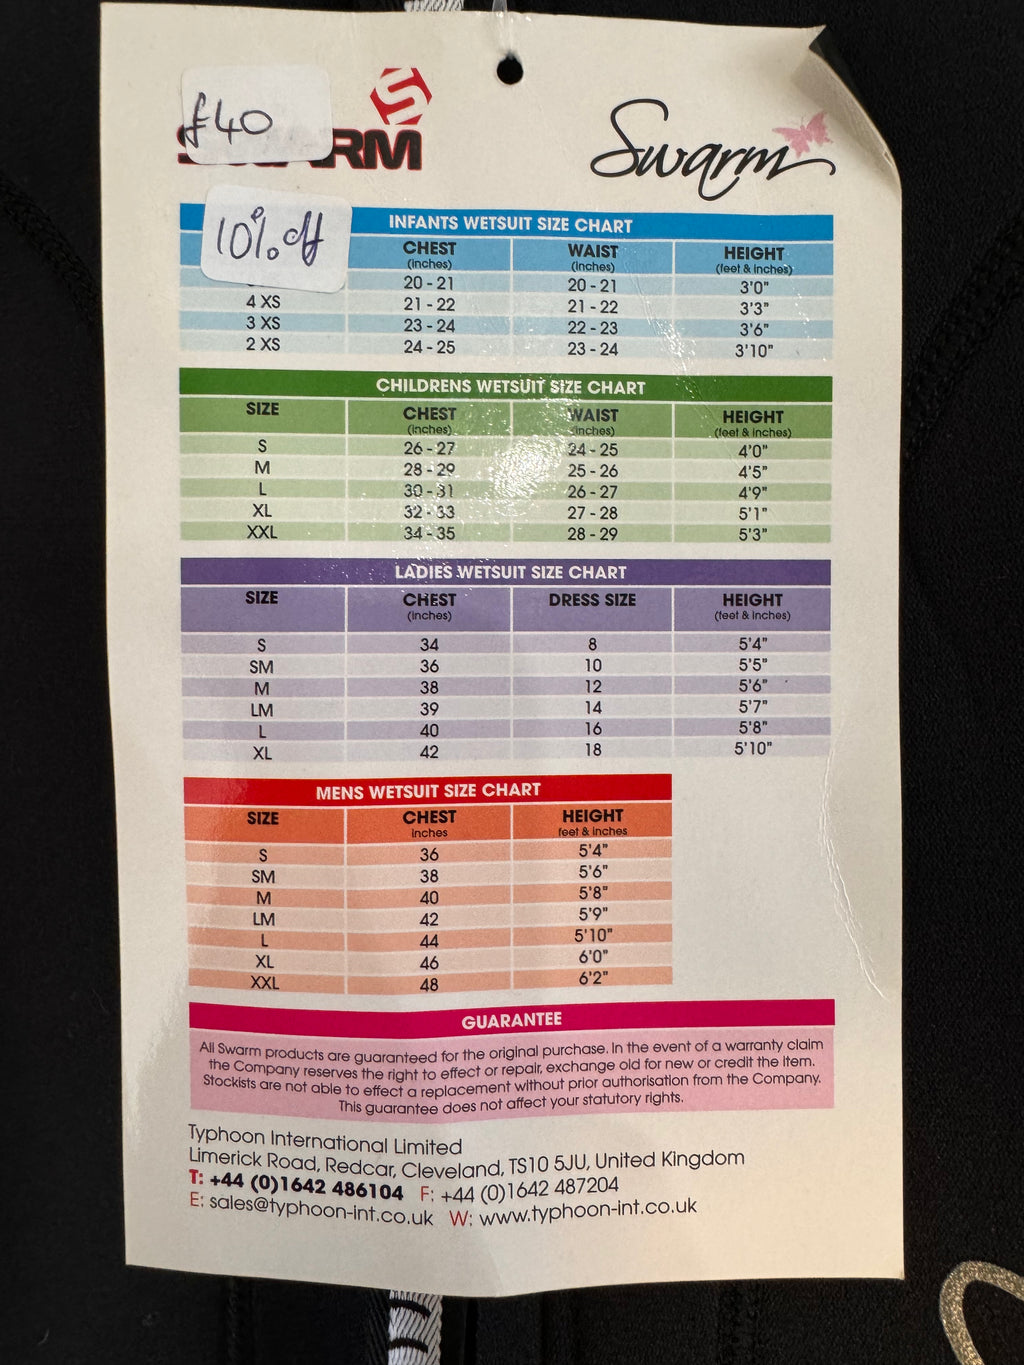 £40
SWARM
Swarm
10% off
INFANTS WETSUIT SIZE CHART
CHEST WAIST HEIGHT
(inches) (inches) (feet & inches)
20 - 21 20 - 21 3'0"
4 XS 21 - 22 21 - 22 3'3"
3 XS 23 - 24 22 - 23 3'6"
2 XS 24 - 25 23 - 24 3'10"
CHILDRENS WETSUIT SIZE CHART
SIZE CHEST WAIST HEIGHT
(inches) (inches) (feet & inches)
S 26 - 27 24 - 25 4'0"
M 28 - 29 25 - 26 4'5"
L 30 - 31 26 - 27 4'9"
XL 32 - 33 27 - 28 5'1"
XXL 34 - 35 28 - 29 5'3"
LADIES WETSUIT SIZE CHART
SIZE CHEST DRESS SIZE HEIGHT
(inches) (feet & inches)
S 34 8 5'4"
SM 36 10 5'5"
M 38 12 5'6"
LM 39 14 5'7"
L 40 16 5'8"
XL 42 18 5'10"
MENS WETSUIT SIZE CHART
SIZE CHEST HEIGHT
inches feet & inches
S 36 5'4"
SM 38 5'6"
M 40 5'8"
LM 42 5'9"
L 44 5'10"
XL 46 6'0"
XXL 48 6'2"
GUARANTEE
All Swarm products are guaranteed for the original purchase. In the event of a warranty claim
the Company reserves the right to effect or repair, exchange old for new or credit the item.
Stockists are not able to effect a replacement without prior authorisation from the Company.
This guarantee does not affect your statutory rights.
Typhoon International Limited
Limerick Road, Redcar, Cleveland, TS10 5JU, United Kingdom
T: +44 (0)1642 486104 F: +44 (0)1642 487204
E: sales@typhoon-int.co.uk W: www.typhoon-int.co.uk